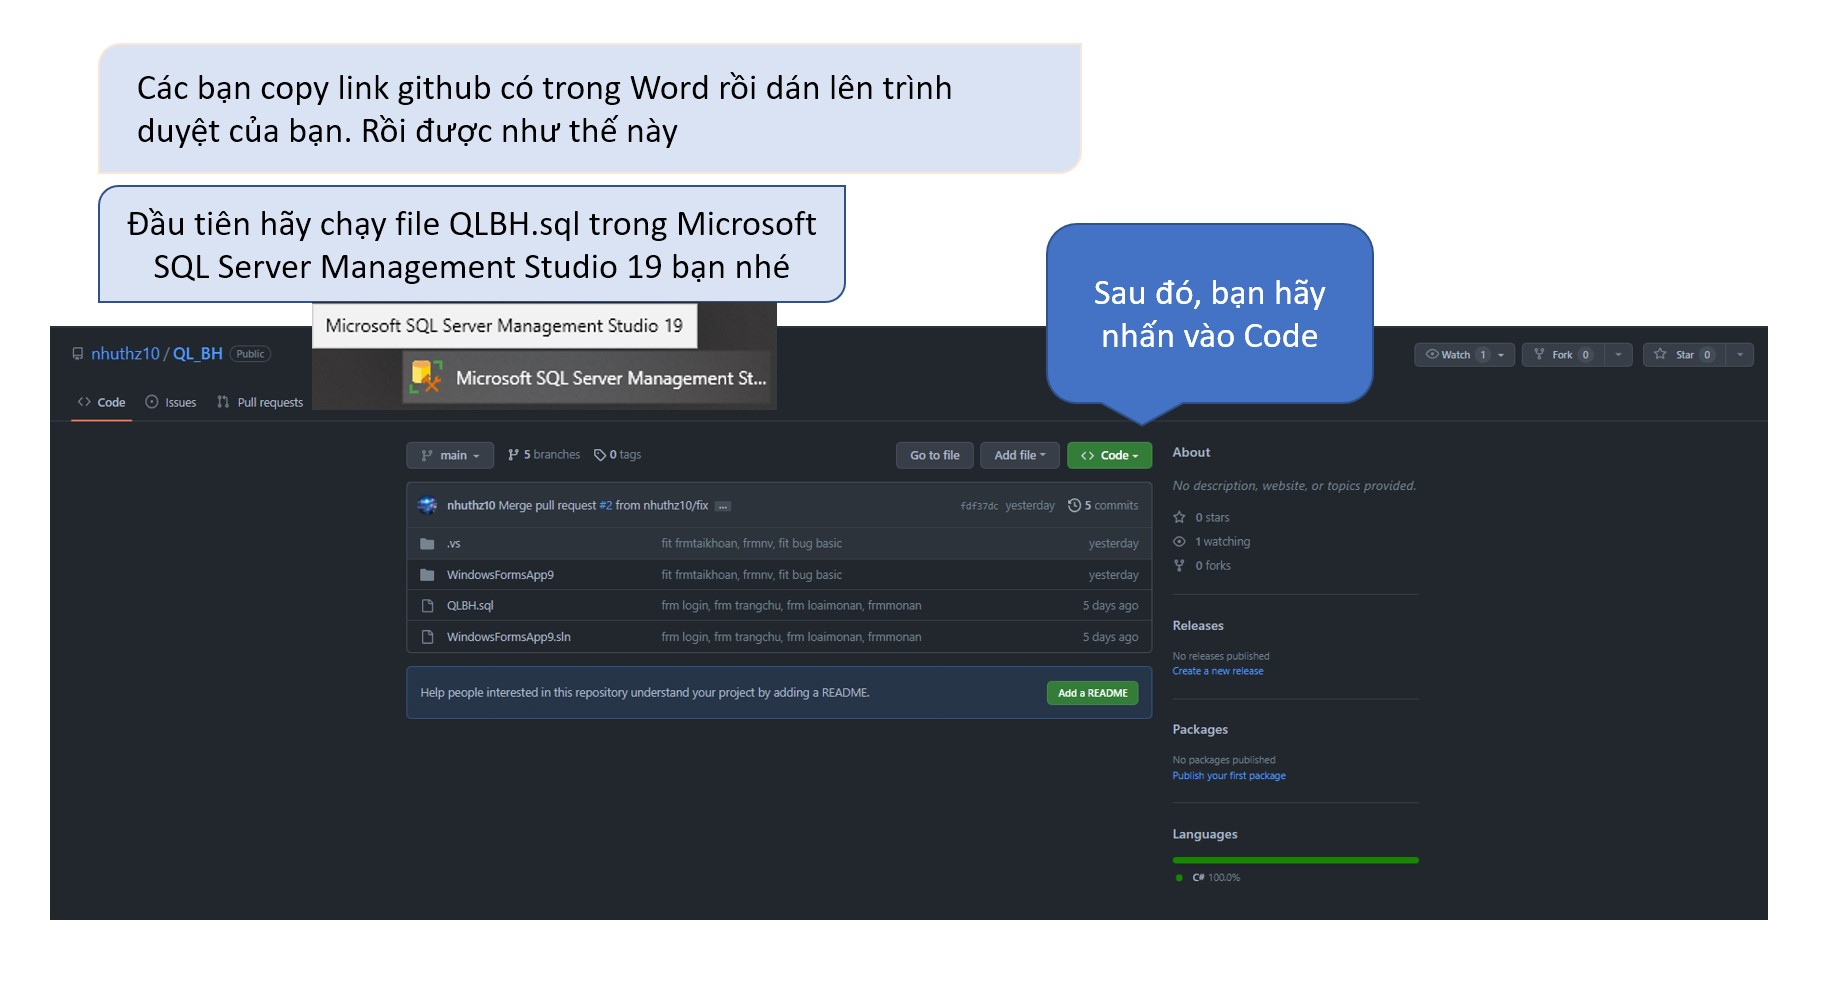 Các bạn copy link github có trong Word rồi dán lên trình
duyệt của bạn. Rồi được như thế này
Đầu tiên hãy chạy file QLBH.sql trong Microsoft
SQL Server Management Studio 19 bạn nhé
Sau đó, bạn hãy
nhấn vào Code
Microsoft SQL Server Management Studio 19
Microsoft SQL Server Management St...
nhuthz10 / QL_BH Public
Watch 1 Fork 0 Star 0
Code Issues Pull requests
main 5 branches 0 tags Go to file Add file Code
nhuthz10 Merge pull request #2 from nhuthz10/fix ... fdf37dc yesterday 5 commits
.vs fit frmtaikhoan, frmnv, fit bug basic yesterday
WindowsFormsApp9 fit frmtaikhoan, frmnv, fit bug basic yesterday
QLBH.sql frm login, frm trangchu, frm loaimonan, frmmonan 5 days ago
WindowsFormsApp9.sln frm login, frm trangchu, frm loaimonan, frmmonan 5 days ago
Help people interested in this repository understand your project by adding a README. Add a README
About
No description, website, or topics provided.
0 stars
1 watching
0 forks
Releases
No releases published
Create a new release
Packages
No packages published
Publish your first package
Languages
C# 100.0%